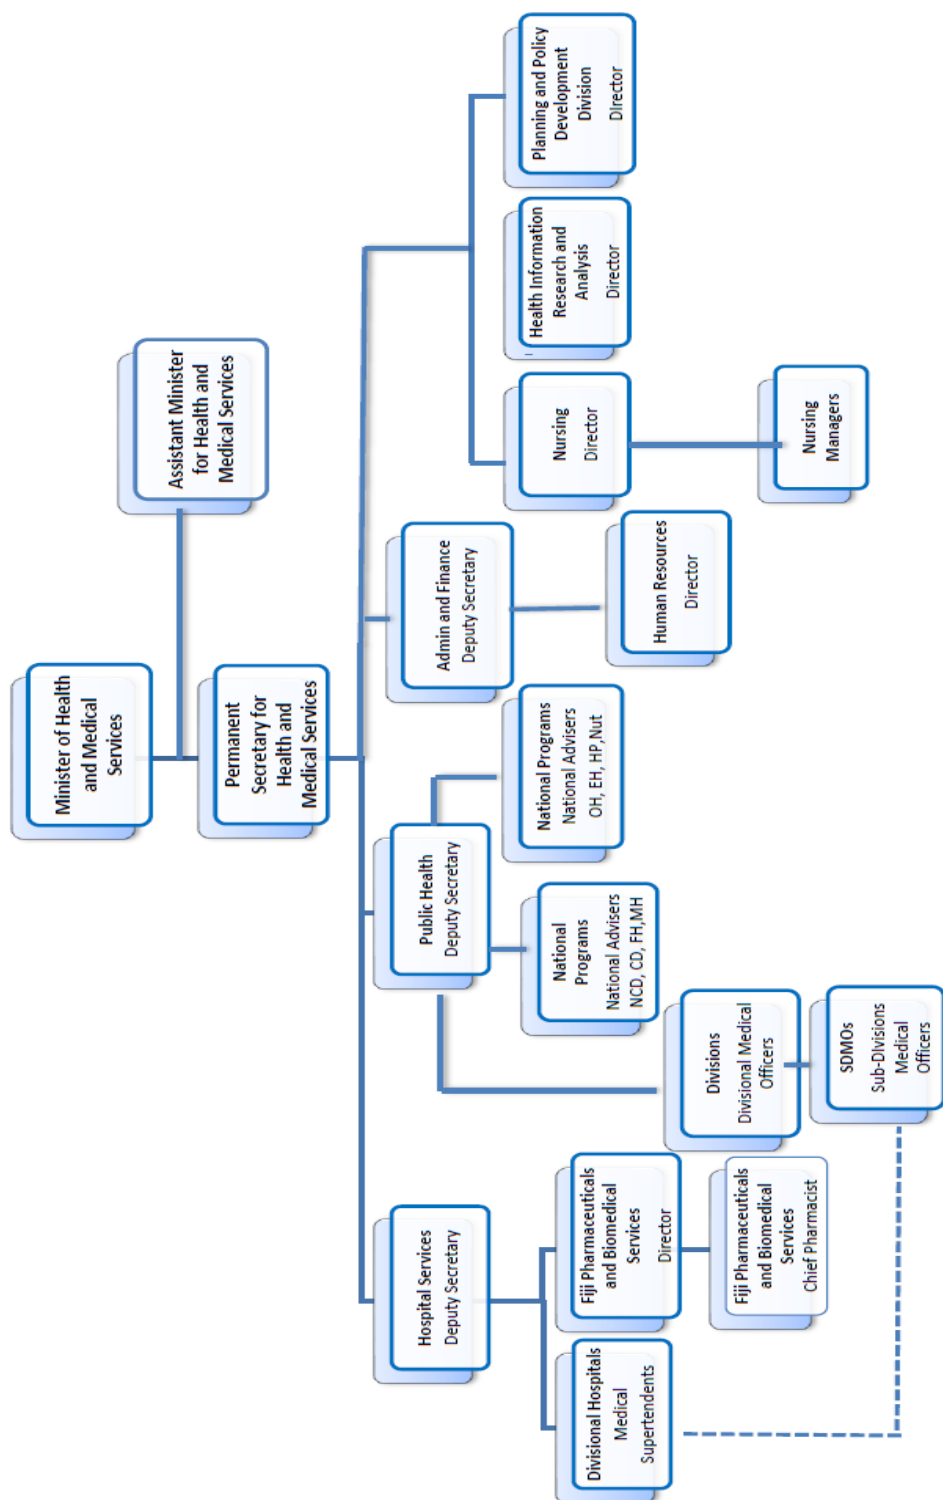 Minister of Health
and Medical
Services
Assistant Minister
for Health and
Medical Services
Permanent
Secretary for
Health and
Medical Services
Hospital Services
Deputy Secretary
Public Health
Deputy Secretary
Admin and Finance
Deputy Secretary
Divisional Hospitals
Medical
Supertendents
Fiji Pharmaceuticals
and Biomedical
Services
Director
Fiji Pharmaceuticals
and Biomedical
Services
Chief Pharmacist
Divisions
Divisional Medical
Officers
SDMOs
Sub-Divisions
Medical
Officers
National
Programs
National Advisers
NCD, CD, FH,MH
National Programs
National Advisers
OH, EH, HP,Nut
Human Resources
Director
Nursing
Director
Nursing
Managers
Health Information
Research and
Analysis
Director
Planning and Policy
Development
Division
Director